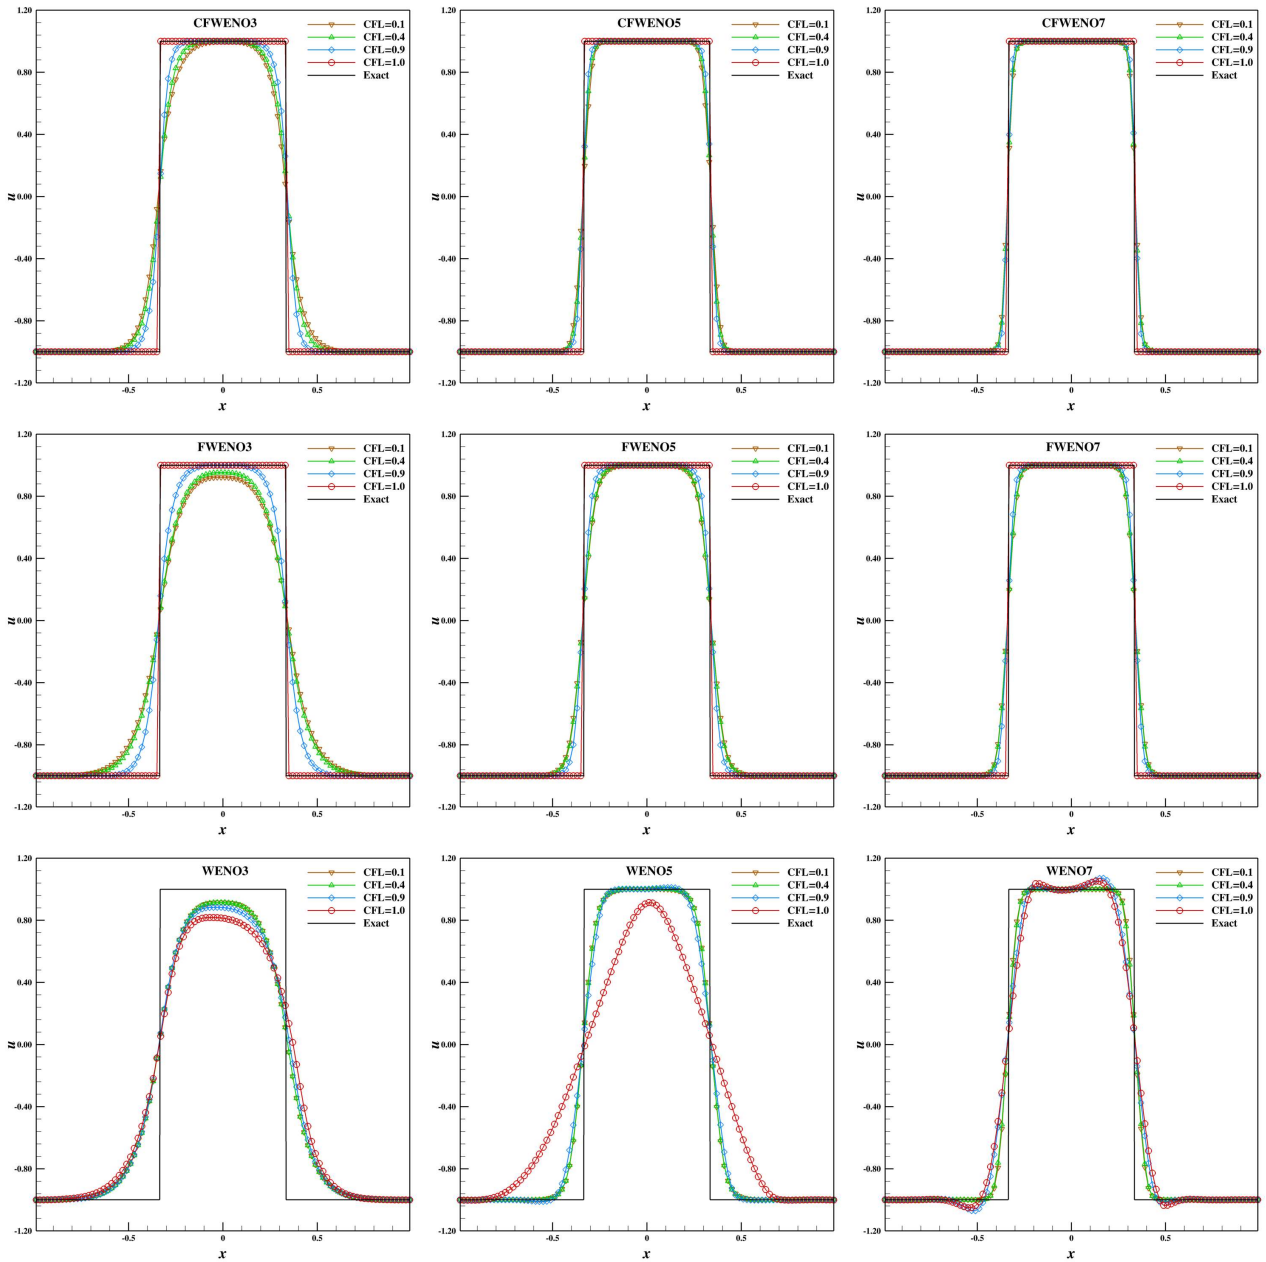 CFWENO3
CFL=0.1
CFL=0.4
CFL=0.9
CFL=1.0
Exact
1.20
0.80
0.40
0.00
-0.40
-0.80
-1.20
u
-0.5 0 0.5
x
CFWENO5
CFL=0.1
CFL=0.4
CFL=0.9
CFL=1.0
Exact
1.20
0.80
0.40
0.00
-0.40
-0.80
-1.20
u
-0.5 0 0.5
x
CFWENO7
CFL=0.1
CFL=0.4
CFL=0.9
CFL=1.0
Exact
1.20
0.80
0.40
0.00
-0.40
-0.80
-1.20
u
-0.5 0 0.5
x
FWENO3
CFL=0.1
CFL=0.4
CFL=0.9
CFL=1.0
Exact
1.20
0.80
0.40
0.00
-0.40
-0.80
-1.20
u
-0.5 0 0.5
x
FWENO5
CFL=0.1
CFL=0.4
CFL=0.9
CFL=1.0
Exact
1.20
0.80
0.40
0.00
-0.40
-0.80
-1.20
u
-0.5 0 0.5
x
FWENO7
CFL=0.1
CFL=0.4
CFL=0.9
CFL=1.0
Exact
1.20
0.80
0.40
0.00
-0.40
-0.80
-1.20
u
-0.5 0 0.5
x
WENO3
CFL=0.1
CFL=0.4
CFL=0.9
CFL=1.0
Exact
1.20
0.80
0.40
0.00
-0.40
-0.80
-1.20
u
-0.5 0 0.5
x
WENO5
CFL=0.1
CFL=0.4
CFL=0.9
CFL=1.0
Exact
1.20
0.80
0.40
0.00
-0.40
-0.80
-1.20
u
-0.5 0 0.5
x
WENO7
CFL=0.1
CFL=0.4
CFL=0.9
CFL=1.0
Exact
1.20
0.80
0.40
0.00
-0.40
-0.80
-1.20
u
-0.5 0 0.5
x